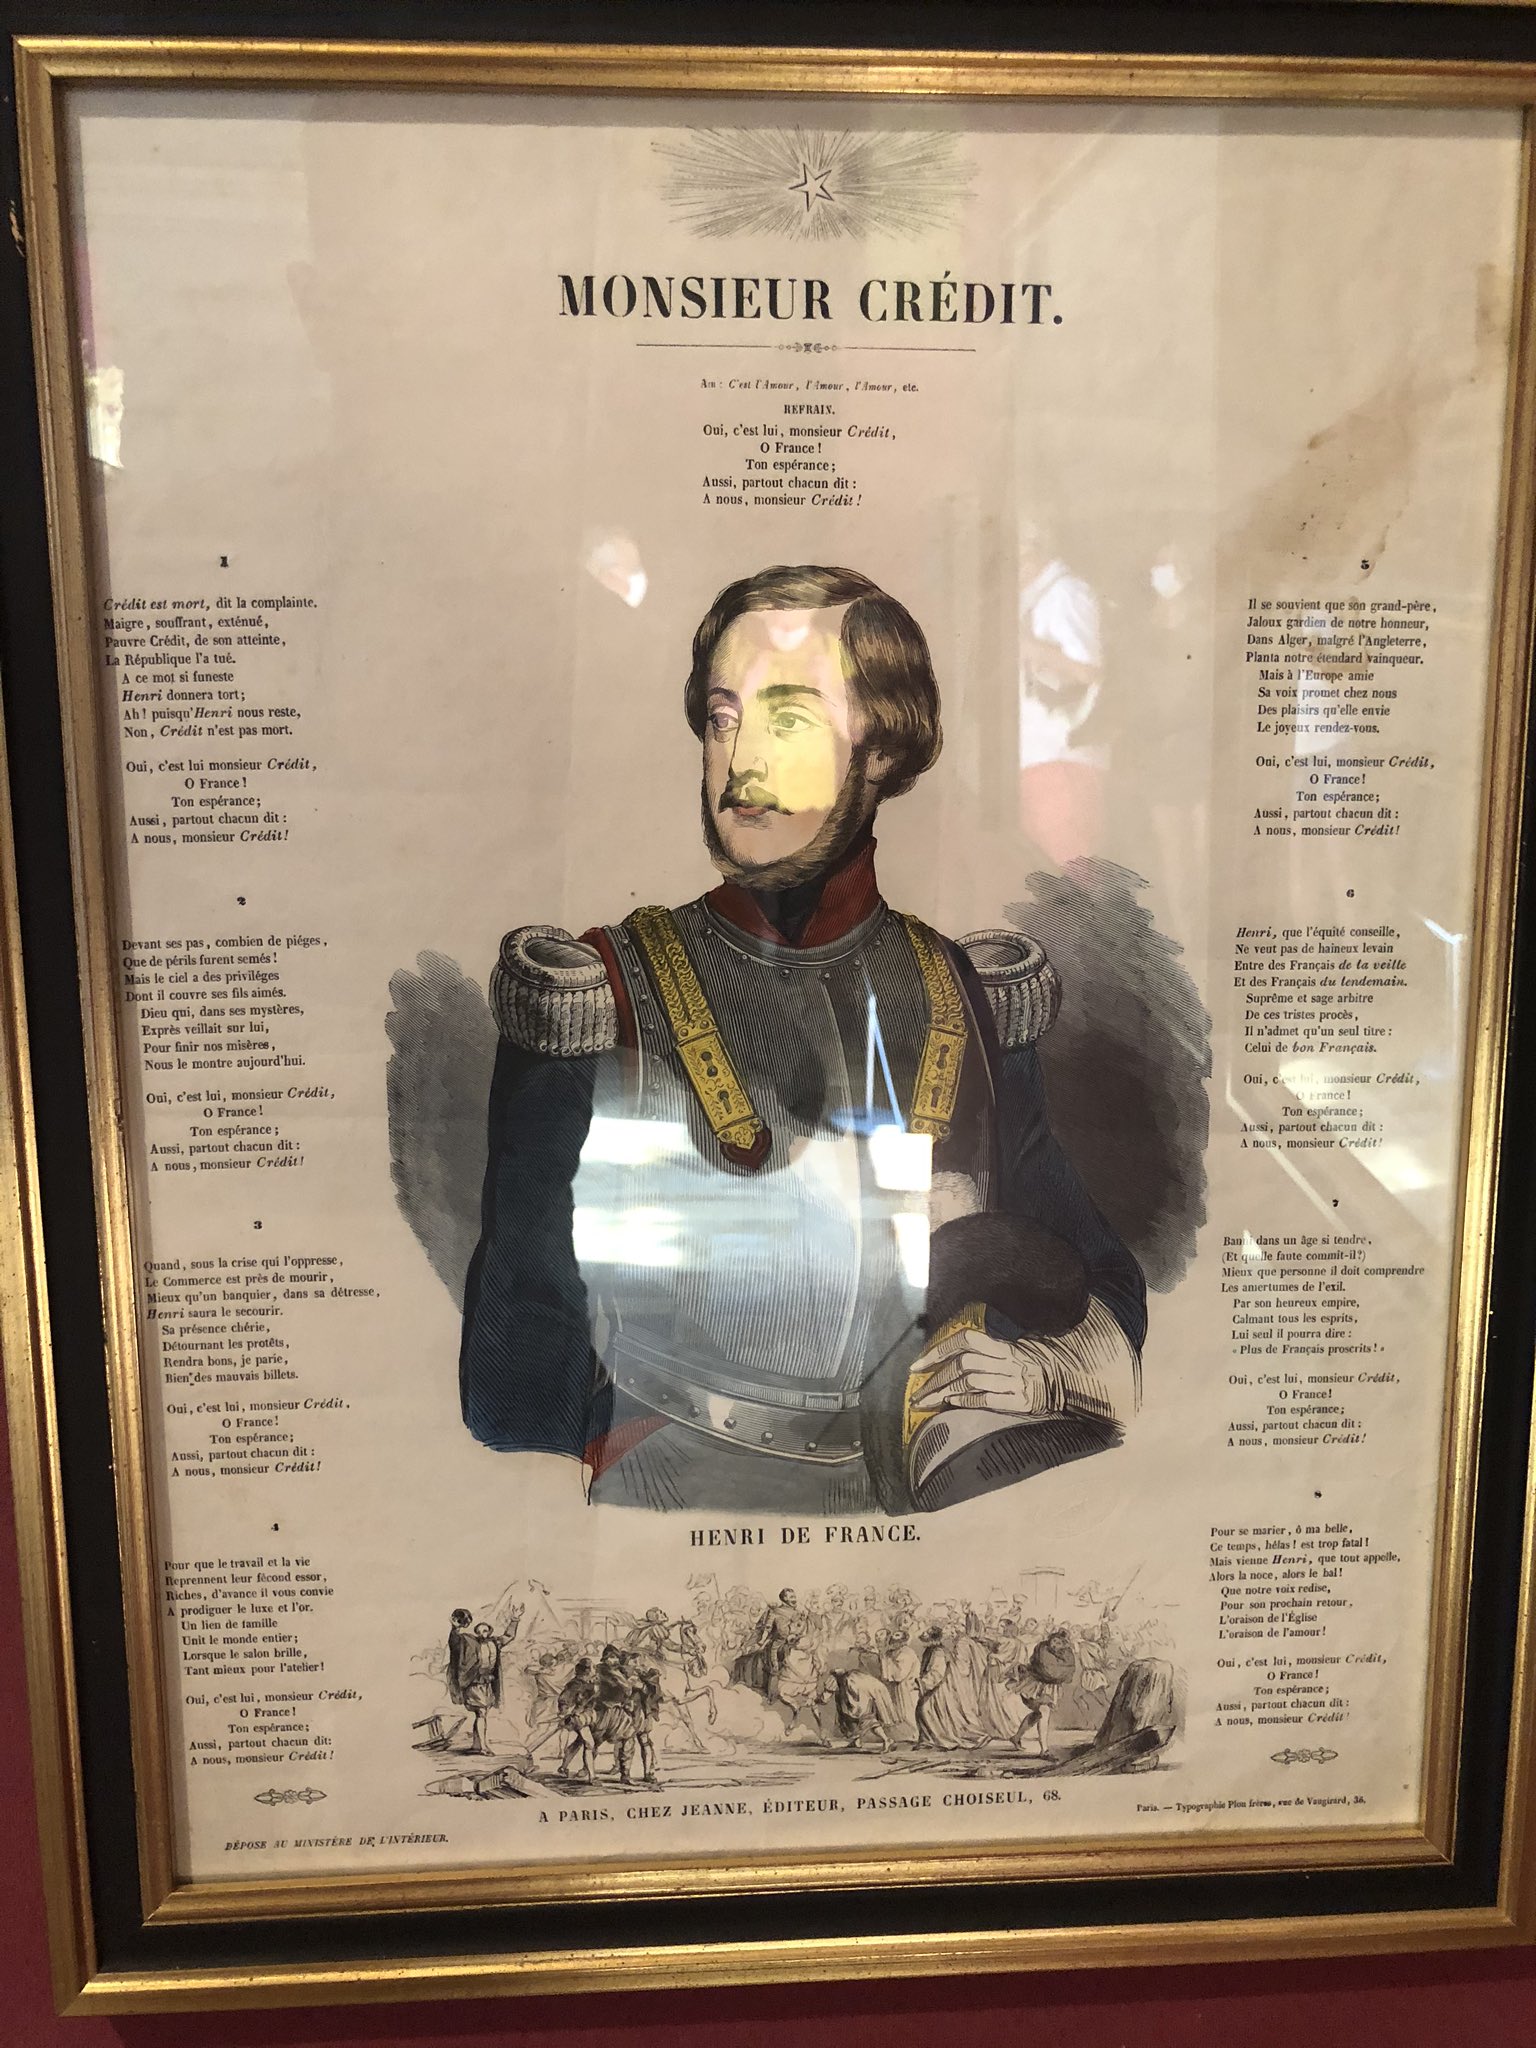 MONSIEUR CRÉDIT.
AIR : C'est l'Amour, l'Amour, l'Amour, etc.
REFRAIN.
Oui, c'est lui, monsieur Crédit,
O France !
Ton espérance ;
Aussi, partout chacun dit :
A nous, monsieur Crédit !
1
Crédit est mort, dit la complainte.
Maigre, souffrant, exténué,
Pauvre Crédit, de son atteinte,
La République l'a tué.
A ce mot si funeste
Henri donnera tort ;
Ah ! puisqu'Henri nous reste,
Non, Crédit n'est pas mort.
Oui, c'est lui monsieur Crédit,
O France !
Ton espérance ;
Aussi, partout chacun dit :
A nous, monsieur Crédit !
2
Devant ses pas, combien de piéges,
Que de périls furent semés !
Mais le ciel a des priviléges
Dont il couvre ses fils aimés.
Dieu qui, dans ses mystères,
Exprès veillait sur lui,
Pour finir nos misères,
Nous le montre aujourd'hui.
Oui, c'est lui, monsieur Crédit,
O France !
Ton espérance ;
Aussi, partout chacun dit :
A nous, monsieur Crédit !
3
Quand, sous la crise qui l'oppresse,
Le Commerce est près de mourir,
Mieux qu'un banquier, dans sa détresse,
Henri saura le secourir.
Sa présence chérie,
Détournant les protêts,
Rendra bons, je parie,
Bien des mauvais billets.
Oui, c'est lui, monsieur Crédit,
O France !
Ton espérance ;
Aussi, partout chacun dit :
A nous, monsieur Crédit !
4
Pour que le travail et la vie
Reprennent leur fécond essor,
Riches, d'avance il vous convie
A prodiguer le luxe et l'or.
Un lien de famille
Unit le monde entier ;
Lorsque le salon brille,
Tant mieux pour l'atelier !
Oui, c'est lui, monsieur Crédit,
O France !
Ton espérance ;
Aussi, partout chacun dit:
A nous, monsieur Crédit !
5
Il se souvient que son grand-père,
Jaloux gardien de notre honneur,
Dans Alger, malgré l'Angleterre,
Planta notre étendard vainqueur.
Mais à l'Europe amie
Sa voix promet chez nous
Des plaisirs qu'elle envie
Le joyeux rendez-vous.
Oui, c'est lui, monsieur Crédit,
O France !
Ton espérance ;
Aussi, partout chacun dit :
A nous, monsieur Crédit !
6
Henri, que l'équité conseille,
Ne veut pas de haineux levain
Entre des Français de la veille
Et des Français du lendemain.
Suprême et sage arbitre
De ces tristes procès,
Il n'admet qu'un seul titre :
Celui de bon Français.
Oui, c'est lui, monsieur Crédit,
O France !
Ton espérance ;
Aussi, partout chacun dit :
A nous, monsieur Crédit !
7
Banni dans un âge si tendre,
(Et quelle faute commit-il ?)
Mieux que personne il doit comprendre
Les amertumes de l'exil.
Par son heureux empire,
Calmant tous les esprits,
Lui seul il pourra dire :
« Plus de Français proscrits ! »
Oui, c'est lui, monsieur Crédit,
O France !
Ton espérance ;
Aussi, partout chacun dit :
A nous, monsieur Crédit !
8
Pour se marier, ô ma belle,
Ce temps, hélas ! est trop fatal !
Mais vienne Henri, que tout appelle,
Alors la noce, alors le bal !
Que notre voix redise,
Pour son prochain retour,
L'oraison de l'Église
L'oraison de l'amour !
Oui, c'est lui, monsieur Crédit,
O France !
Ton espérance ;
Aussi, partout chacun dit :
A nous, monsieur Crédit !
HENRI DE FRANCE.
A PARIS, CHEZ JEANNE, ÉDITEUR, PASSAGE CHOISEUL, 68.
Paris. — Typographie Plon frères, rue de Vaugirard, 36.
DÉPOSÉ AU MINISTÈRE DE L'INTÉRIEUR.